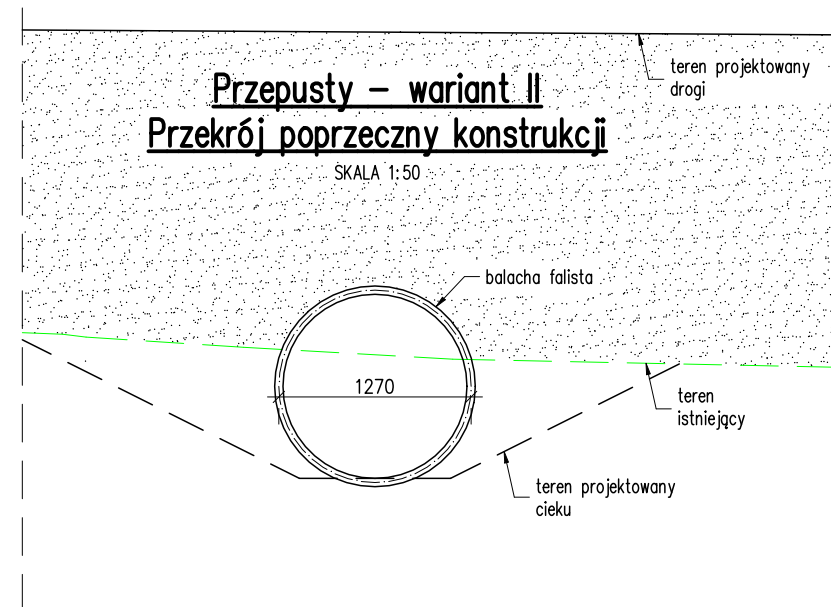 Przepusty – wariant II
Przekrój poprzeczny konstrukcji
SKALA 1:50
teren projektowany
drogi
balacha falista
1270
teren
istniejący
teren projektowany
cieku